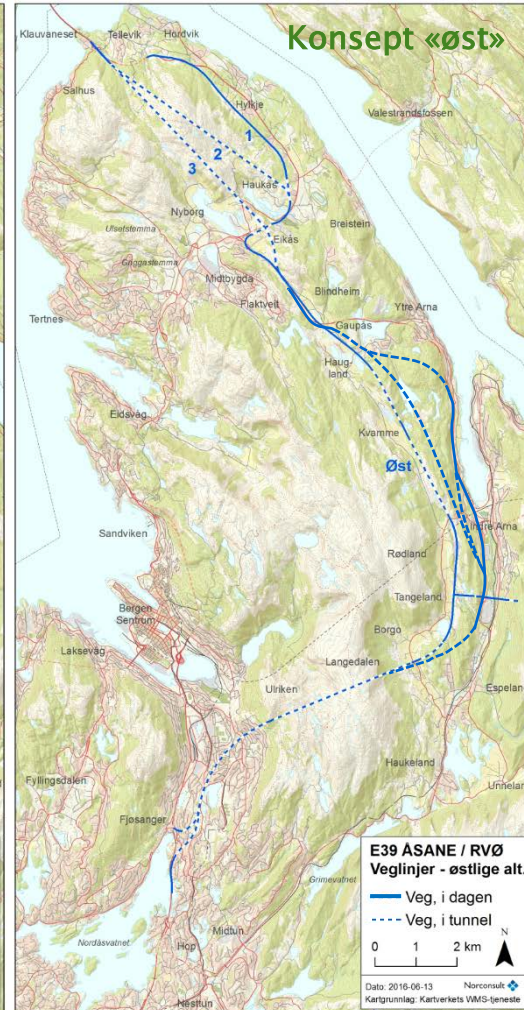 Konsept «øst»
Klauvaneset
Tellevik
Hordvik
Salhus
Hylkje
Valestrandsfossen
1
2
3
Haukås
Nyborg
Breistein
Ulsetstemma
Eikås
Griggastemma
Midtbygda
Blindheim
Flaktveit
Ytre Arna
Gaupås
Tertnes
Haug-
land
Eidsvåg
Kvamme
Øst
Indre Arna
Sandviken
Rødland
Bergen
Sentrum
Tangeland
Borgo
Laksevåg
Langedalen
Ulriken
Espelan
Haukeland
Fyllingsdalen
Unnelan
Fjøsanger
Grimevatnet
Midtun
Nordåsvatnet
Hop
Nesttun
E39 ÅSANE / RVØ
Veglinjer - østlige alt.
Veg, i dagen
Veg, i tunnel
N
0 1 2 km
Dato: 2016-06-13 Norconsult
Kartgrunnlag: Kartverkets WMS-tjeneste